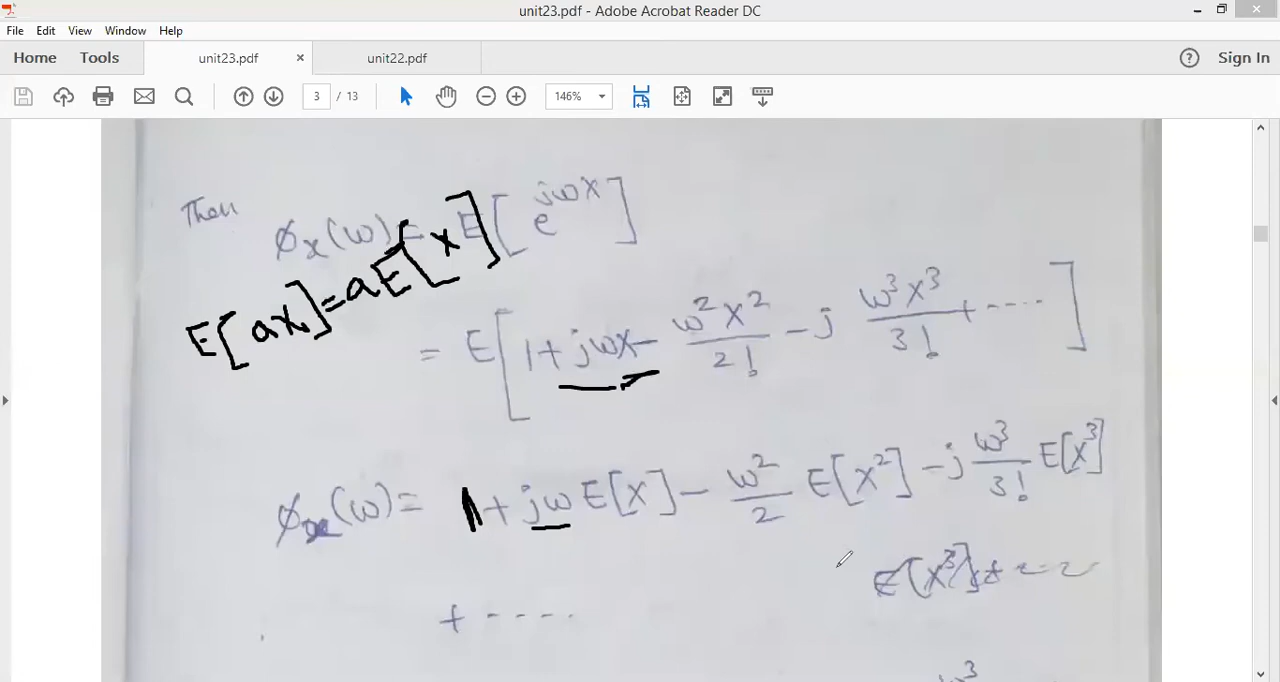 unit23.pdf - Adobe Acrobat Reader DC
File Edit View Window Help
Home Tools unit23.pdf × unit22.pdf ? Sign In
3 / 13 146%
Then ϕx(ω) = E[e^{jωX}]
E[ax] = aE[x]
= E[1 + jωx - ω²X²/2! - j ω³X³/3! + ....]
ϕx(ω) = 1 + jω E[X] - ω²/2 E[X²] - j ω³/3! E[X³]
E[X³] +
+ ....
ω³